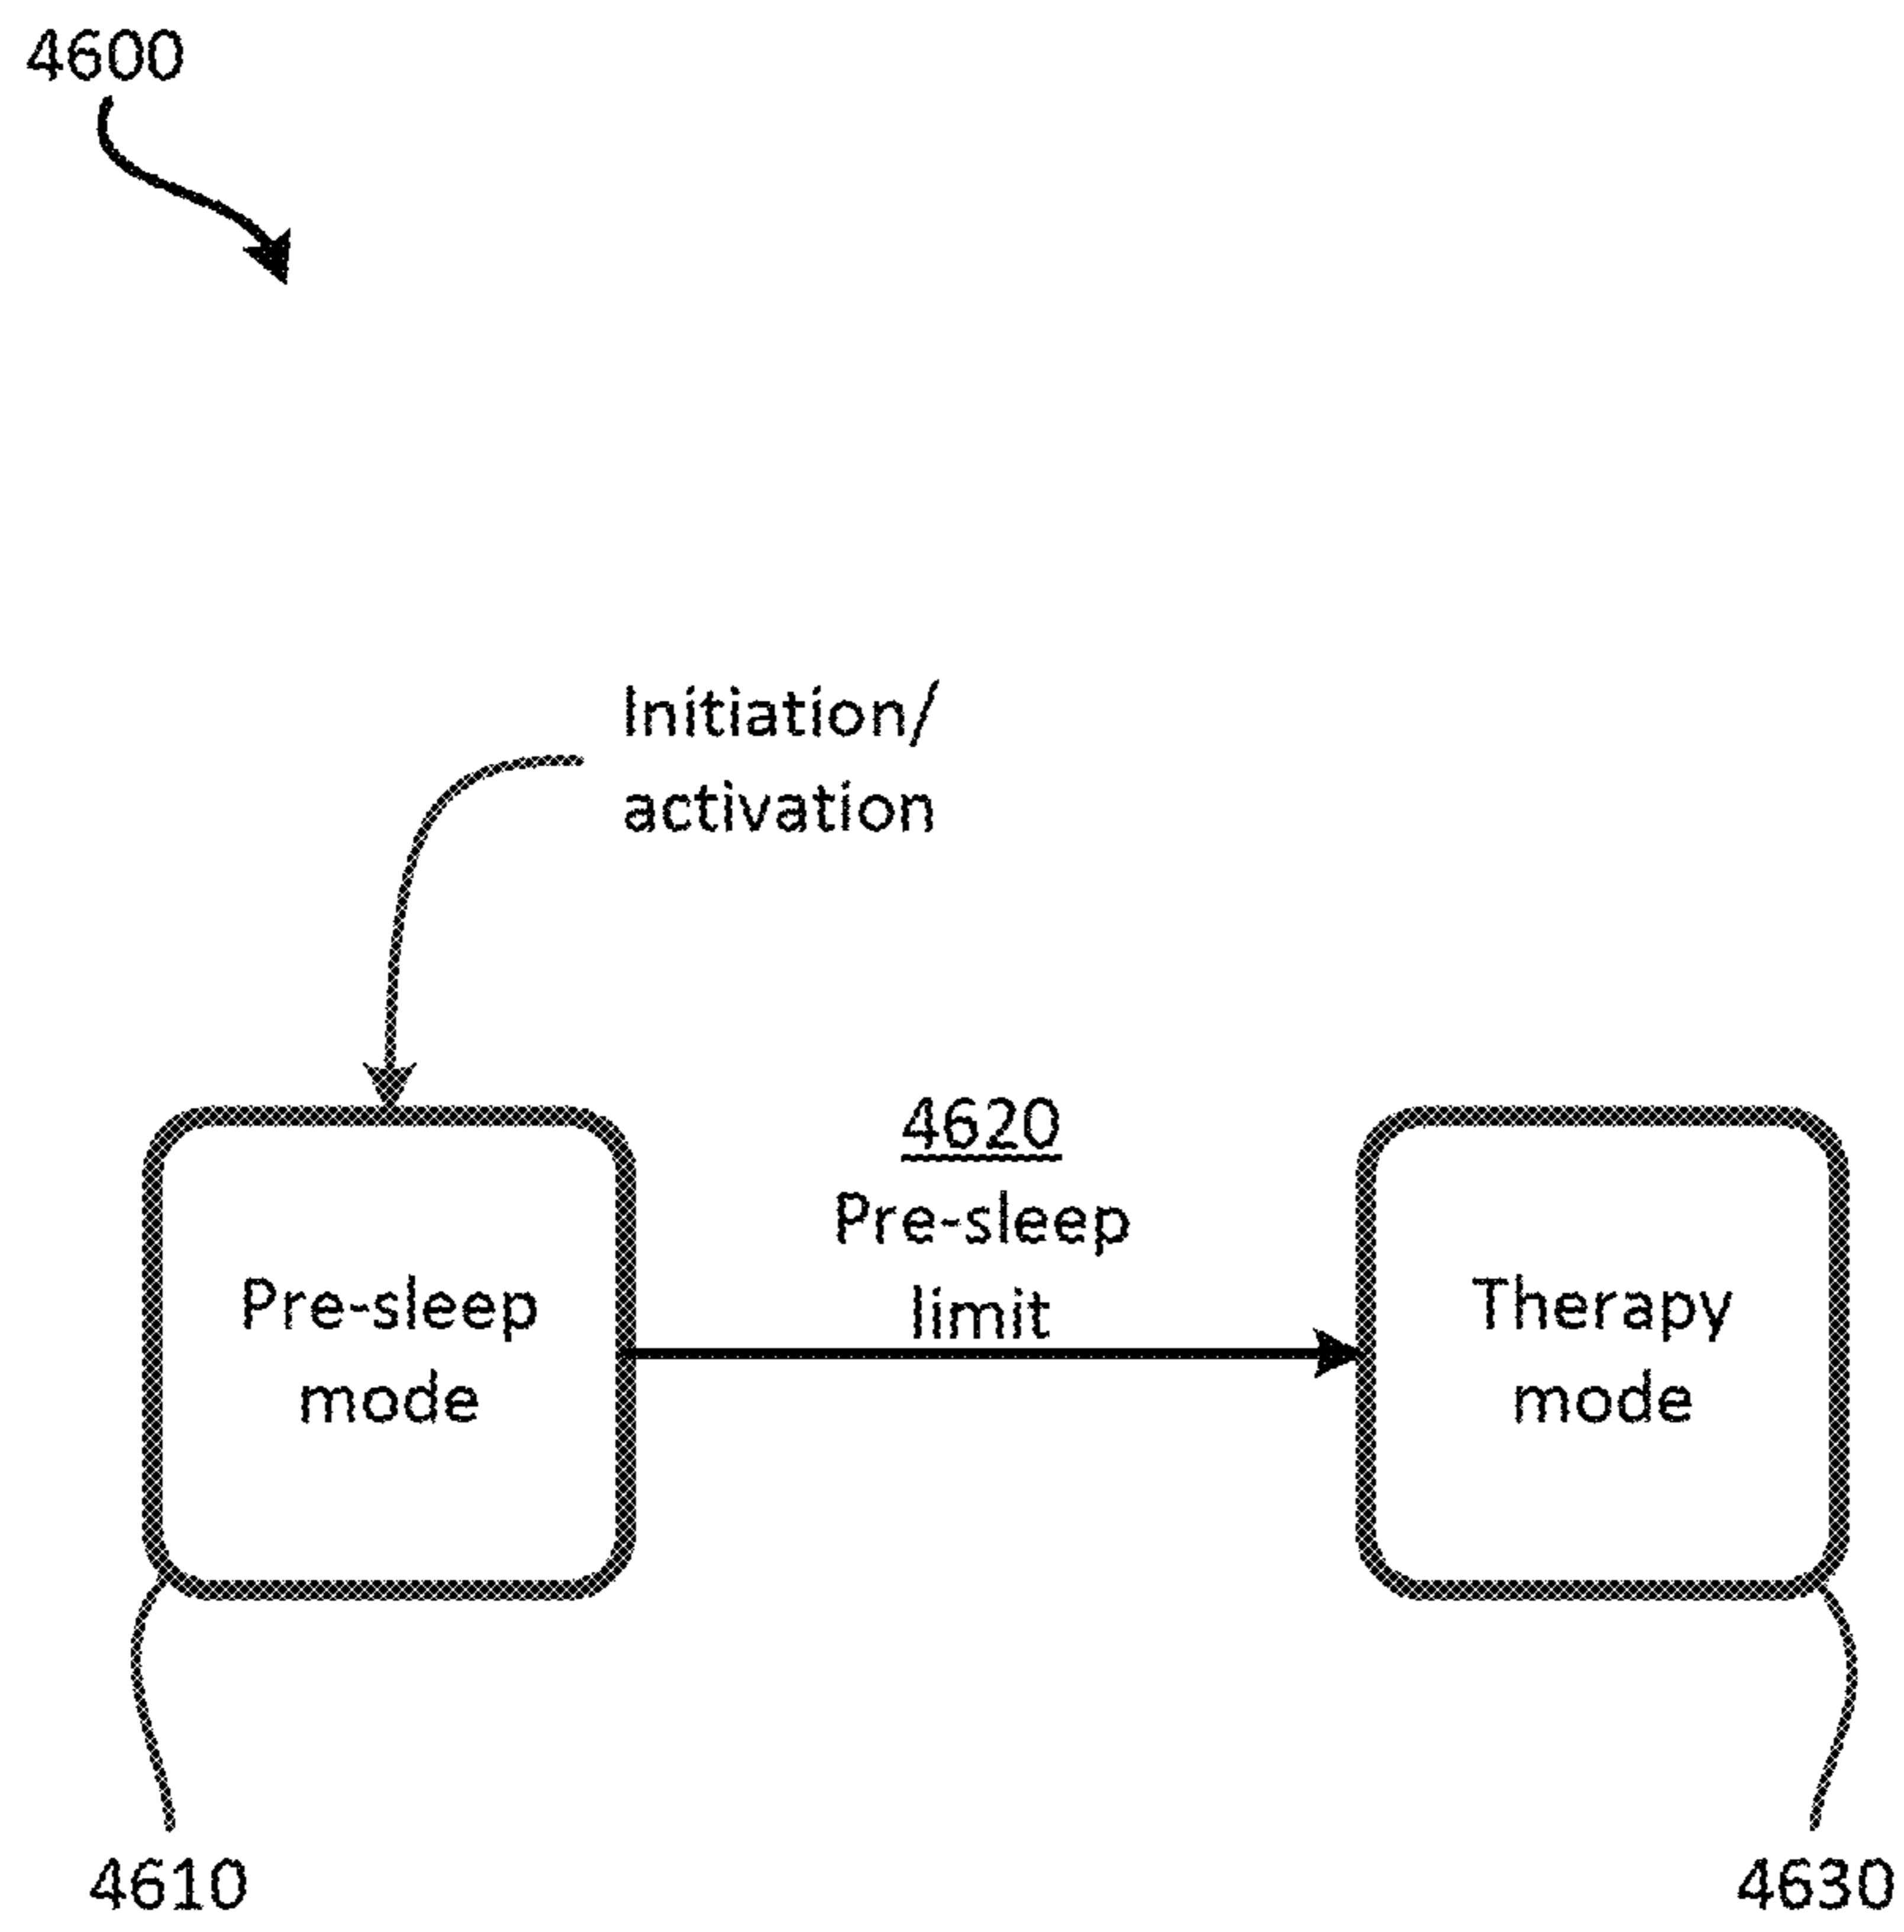 4600
Initiation/
activation
4620
Pre-sleep
limit
Pre-sleep
mode
Therapy
mode
4610
4630